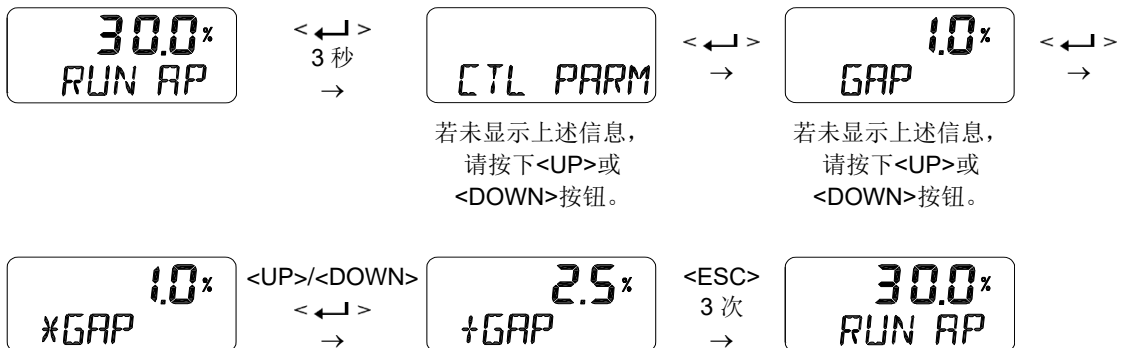 30.0%
RUN AP
<↵>
3 秒
→
CTL PARM
若未显示上述信息，
请按下<UP>或
<DOWN>按钮。
<↵>
→
1.0%
GAP
若未显示上述信息，
请按下<UP>或
<DOWN>按钮。
<↵>
→
1.0%
*GAP
<UP>/<DOWN>
<↵>
→
2.5%
+GAP
<ESC>
3 次
→
30.0%
RUN AP